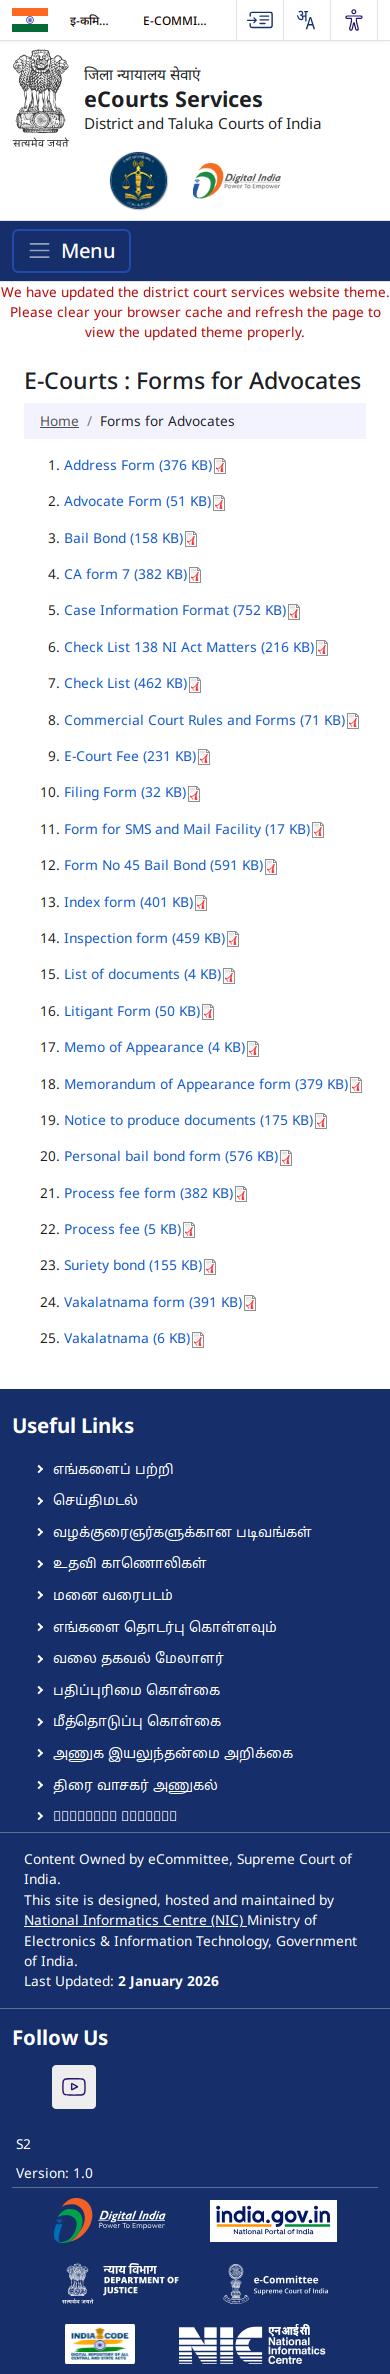 इ-कमि...
E-COMMI...
जिला न्यायालय सेवाएं
eCourts Services
District and Taluka Courts of India
सत्यमेव जयते
Digital India
Power To Empower
Menu
We have updated the district court services website theme.
Please clear your browser cache and refresh the page to
view the updated theme properly.
E-Courts : Forms for Advocates
Home / Forms for Advocates
1. Address Form (376 KB)
2. Advocate Form (51 KB)
3. Bail Bond (158 KB)
4. CA form 7 (382 KB)
5. Case Information Format (752 KB)
6. Check List 138 NI Act Matters (216 KB)
7. Check List (462 KB)
8. Commercial Court Rules and Forms (71 KB)
9. E-Court Fee (231 KB)
10. Filing Form (32 KB)
11. Form for SMS and Mail Facility (17 KB)
12. Form No 45 Bail Bond (591 KB)
13. Index form (401 KB)
14. Inspection form (459 KB)
15. List of documents (4 KB)
16. Litigant Form (50 KB)
17. Memo of Appearance (4 KB)
18. Memorandum of Appearance form (379 KB)
19. Notice to produce documents (175 KB)
20. Personal bail bond form (576 KB)
21. Process fee form (382 KB)
22. Process fee (5 KB)
23. Suriety bond (155 KB)
24. Vakalatnama form (391 KB)
25. Vakalatnama (6 KB)
Useful Links
எங்களைப் பற்றி
செய்திமடல்
வழக்குரைஞர்களுக்கான படிவங்கள்
உதவி காணொலிகள்
மனை வரைபடம்
எங்களை தொடர்பு கொள்ளவும்
வலை தகவல் மேலாளர்
பதிப்புரிமை கொள்கை
மீத்தொடுப்பு கொள்கை
அணுக இயலுந்தன்மை அறிக்கை
திரை வாசகர் அணுகல்
Content Owned by eCommittee, Supreme Court of
India.
This site is designed, hosted and maintained by
National Informatics Centre (NIC) Ministry of
Electronics & Information Technology, Government
of India.
Last Updated: 2 January 2026
Follow Us
S2
Version: 1.0
Digital India
Power To Empower
india.gov.in
National Portal of India
न्याय विभाग
DEPARTMENT OF
JUSTICE
सत्यमेव जयते
e-Committee
Supreme Court of India
INDIA CODE
DIGITAL REPOSITORY OF ALL
CENTRAL AND STATE ACTS
NIC
एन आई सी
National
Informatics
Centre